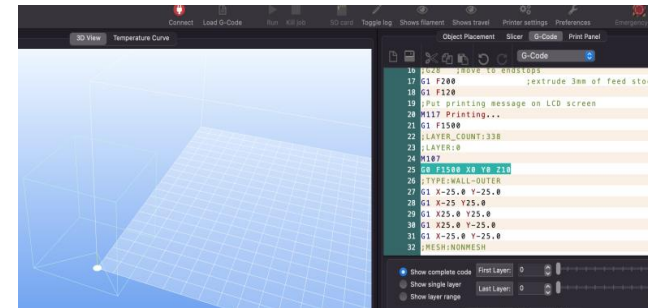 Connect Load G-Code Run Kill job SD card Toggle log Shows filament Shows travel Printer settings Preferences Emergency
3D View Temperature Curve
Object Placement Slicer G-Code Print Panel
G-Code
16 ;G28 ;move to endstops
17 G1 F200 ;extrude 3mm of feed stoc
18 G1 F120
19 ;Put printing message on LCD screen
20 M117 Printing...
21 G1 F1500
22 ;LAYER_COUNT:338
23 ;LAYER:0
24 M107
25 G0 F1500 X0 Y0 Z10
26 ;TYPE:WALL-OUTER
27 G1 X-25.0 Y-25.0
28 G1 X-25 Y25.0
29 G1 X25.0 Y25.0
30 G1 X25.0 Y-25.0
31 G1 X-25.0 Y-25.0
32 ;MESH:NONMESH
Show complete code First Layer: 0
Show single layer Last Layer: 0
Show layer range